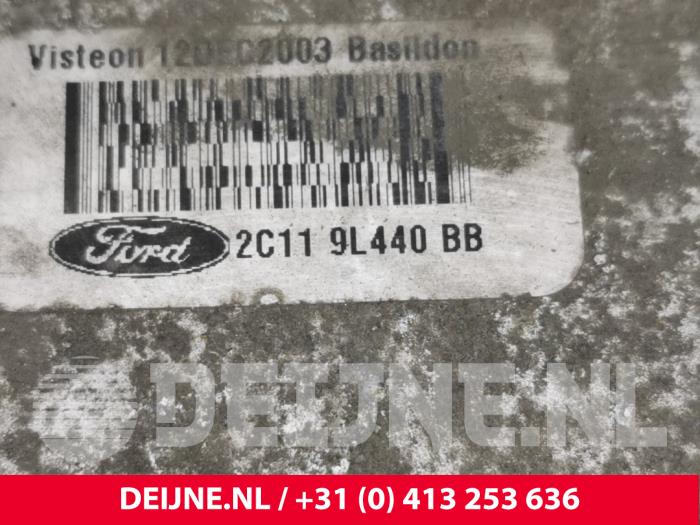 Visteon 12DEC2003 Basildon
Ford 2C11 9L440 BB
DEIJNE.NL
DEIJNE.NL / +31 (0) 413 253 636